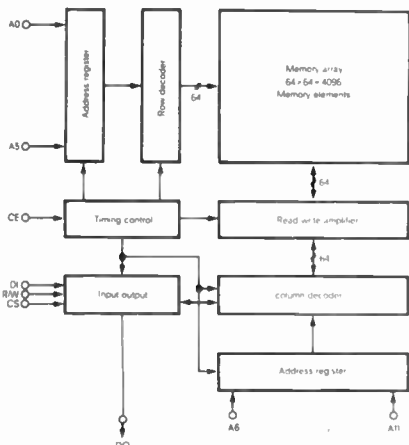 A0
A5
Address register
Row decoder
64
Memory array
64 × 64 = 4096
Memory elements
64
CE
Timing control
Read write amplifier
64
DI
R/W
CS
Input output
column decoder
Address register
A6
A11